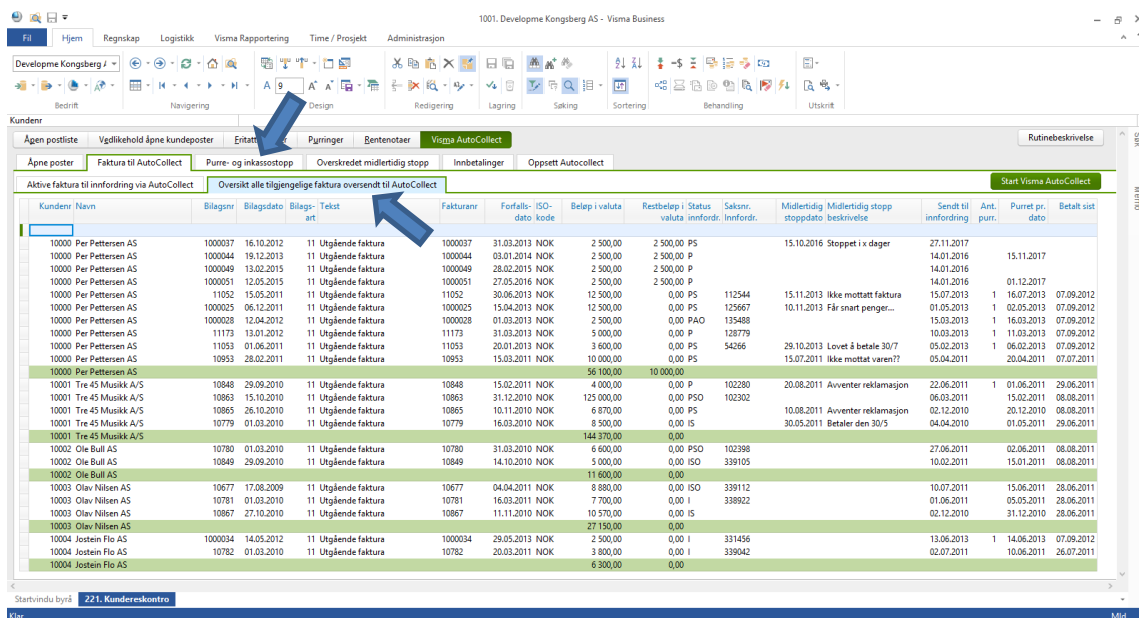 1001. Developme Kongsberg AS - Visma Business
Fil Hjem Regnskap Logistikk Visma Rapportering Time / Prosjekt Administrasjon
Developme Kongsberg A
A 9
Bedrift Navigering Design Redigering Lagring Søking Sortering Behandling Utskrift
Kundenr
Åpen postliste Vedlikehold åpne kundeposter Purringer Rentenotaer Visma AutoCollect Rutinebeskrivelse
Åpne poster Faktura til AutoCollect Purre- og inkassostopp Overskredet midlertidig stopp Innbetalinger Oppsett Autocollect
Aktive faktura til innfordring via AutoCollect Oversikt alle tilgjengelige faktura oversendt til AutoCollect Start Visma AutoCollect
Kundenr Navn Bilagsnr Bilagsdato Bilags- Tekst Fakturanr Forfalls- ISO- Beløp i valuta Restbeløp i Status Saksnr. Midlertidig Midlertidig stopp Sendt til Ant. Purret pr. Betalt sist
art dato kode valuta innfordr. Innfordr. stoppdato beskrivelse innfordring purr. dato
10000 Per Pettersen AS 1000037 16.10.2012 11 Utgående faktura 1000037 31.03.2013 NOK 2 500,00 2 500,00 PS 15.10.2016 Stoppet i x dager 27.11.2017
10000 Per Pettersen AS 1000044 19.12.2013 11 Utgående faktura 1000044 03.01.2014 NOK 2 500,00 2 500,00 P 14.01.2016 15.11.2017
10000 Per Pettersen AS 1000049 13.02.2015 11 Utgående faktura 1000049 28.02.2015 NOK 2 500,00 2 500,00 P 14.01.2016
10000 Per Pettersen AS 1000051 12.05.2015 11 Utgående faktura 1000051 27.05.2016 NOK 2 500,00 2 500,00 P 14.01.2016 01.12.2017
10000 Per Pettersen AS 11052 15.05.2011 11 Utgående faktura 11052 30.06.2013 NOK 12 500,00 0,00 PS 112544 15.11.2013 Ikke mottatt faktura 15.07.2013 1 16.07.2013 07.09.2012
10000 Per Pettersen AS 1000025 06.12.2011 11 Utgående faktura 1000025 15.04.2013 NOK 12 500,00 0,00 PS 125667 10.11.2013 Får snart penger... 01.05.2013 1 02.05.2013 07.09.2012
10000 Per Pettersen AS 1000028 12.04.2012 11 Utgående faktura 1000028 01.03.2013 NOK 2 500,00 0,00 PAO 135488 15.03.2013 1 16.03.2013 07.09.2012
10000 Per Pettersen AS 11173 13.01.2012 11 Utgående faktura 11173 31.03.2013 NOK 5 000,00 0,00 P 128779 10.03.2013 1 11.03.2013 07.09.2012
10000 Per Pettersen AS 11053 01.06.2011 11 Utgående faktura 11053 20.01.2013 NOK 3 600,00 0,00 PS 54266 29.10.2013 Lovet å betale 30/7 05.02.2013 1 06.02.2013 07.09.2012
10000 Per Pettersen AS 10953 28.02.2011 11 Utgående faktura 10953 15.03.2011 NOK 10 000,00 0,00 PS 15.07.2011 Ikke mottat varen?? 05.04.2011 20.04.2011 07.07.2011
10000 Per Pettersen AS 56 100,00 10 000,00
10001 Tre 45 Musikk A/S 10848 29.09.2010 11 Utgående faktura 10848 15.02.2011 NOK 4 000,00 0,00 P 102280 20.08.2011 Avventer reklamasjon 22.06.2011 1 01.06.2011 29.06.2011
10001 Tre 45 Musikk A/S 10863 15.10.2010 11 Utgående faktura 10863 31.12.2010 NOK 125 000,00 0,00 PSO 102302 06.03.2011 15.02.2011 08.08.2011
10001 Tre 45 Musikk A/S 10865 26.10.2010 11 Utgående faktura 10865 10.11.2010 NOK 6 870,00 0,00 PS 10.08.2011 Avventer reklamasjon 02.12.2010 20.12.2010 08.08.2011
10001 Tre 45 Musikk A/S 10779 01.03.2010 11 Utgående faktura 10779 16.03.2010 NOK 8 500,00 0,00 IS 30.05.2011 Betaler den 30/5 04.04.2010 01.05.2011 29.06.2011
10001 Tre 45 Musikk A/S 144 370,00 0,00
10002 Ole Bull AS 10780 01.03.2010 11 Utgående faktura 10780 31.03.2010 NOK 6 600,00 0,00 PSO 102398 27.06.2011 02.06.2011 08.08.2011
10002 Ole Bull AS 10849 29.09.2010 11 Utgående faktura 10849 14.10.2010 NOK 5 000,00 0,00 ISO 339105 10.02.2011 15.01.2011 08.08.2011
10002 Ole Bull AS 11 600,00 0,00
10003 Olav Nilsen AS 10677 17.08.2009 11 Utgående faktura 10677 04.04.2011 NOK 8 880,00 0,00 ISO 339112 10.07.2011 15.06.2011 28.06.2011
10003 Olav Nilsen AS 10781 01.03.2010 11 Utgående faktura 10781 16.03.2011 NOK 7 700,00 0,00 I 338922 01.06.2011 05.05.2011 28.06.2011
10003 Olav Nilsen AS 10867 27.10.2010 11 Utgående faktura 10867 11.11.2010 NOK 10 570,00 0,00 IS 02.12.2010 31.12.2010 28.06.2011
10003 Olav Nilsen AS 27 150,00 0,00
10004 Jostein Flo AS 1000034 14.05.2012 11 Utgående faktura 1000034 29.05.2013 NOK 2 500,00 0,00 I 331456 13.06.2013 1 14.06.2013 07.09.2012
10004 Jostein Flo AS 10782 01.03.2010 11 Utgående faktura 10782 20.03.2011 NOK 3 800,00 0,00 I 339042 02.07.2011 10.06.2011 26.07.2011
10004 Jostein Flo AS 6 300,00 0,00
Startvindu byrå 221. Kundereskontro
Klar Mld